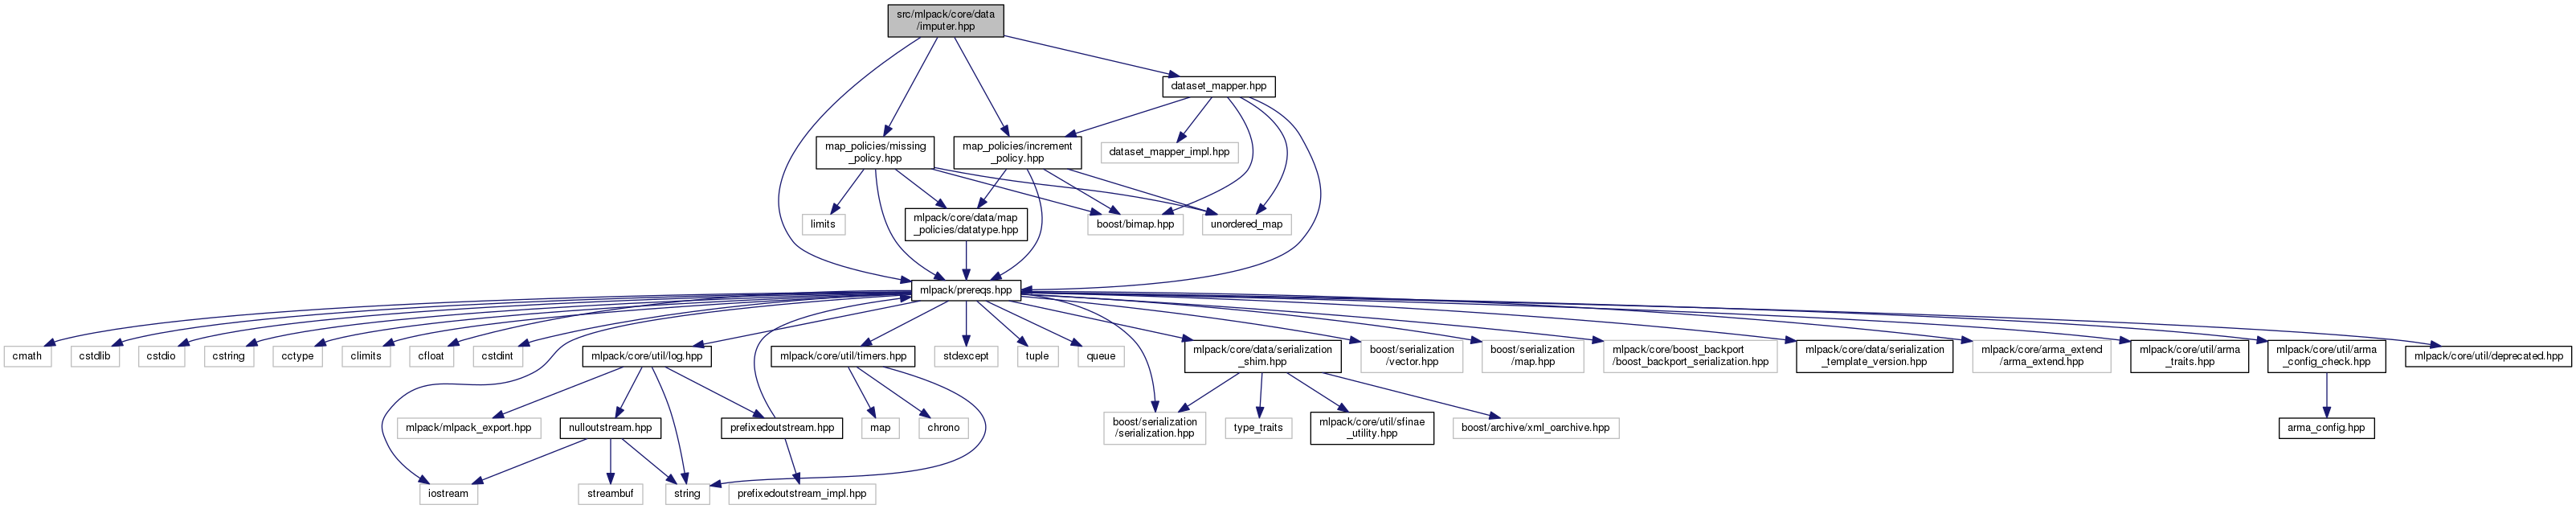 src/mlpack/core/data
/imputer.hpp
dataset_mapper.hpp
map_policies/missing
_policy.hpp
map_policies/increment
_policy.hpp
dataset_mapper_impl.hpp
limits
mlpack/core/data/map
_policies/datatype.hpp
boost/bimap.hpp
unordered_map
mlpack/prereqs.hpp
cmath
cstdlib
cstdio
cstring
cctype
climits
cfloat
cstdint
mlpack/core/util/log.hpp
mlpack/core/util/timers.hpp
stdexcept
tuple
queue
mlpack/core/data/serialization
_shim.hpp
boost/serialization
/vector.hpp
boost/serialization
/map.hpp
mlpack/core/boost_backport
/boost_backport_serialization.hpp
mlpack/core/data/serialization
_template_version.hpp
mlpack/core/arma_extend
/arma_extend.hpp
mlpack/core/util/arma
_traits.hpp
mlpack/core/util/arma
_config_check.hpp
mlpack/core/util/deprecated.hpp
mlpack/mlpack_export.hpp
nulloutstream.hpp
prefixedoutstream.hpp
map
chrono
boost/serialization
/serialization.hpp
type_traits
mlpack/core/util/sfinae
_utility.hpp
boost/archive/xml_oarchive.hpp
arma_config.hpp
iostream
streambuf
string
prefixedoutstream_impl.hpp